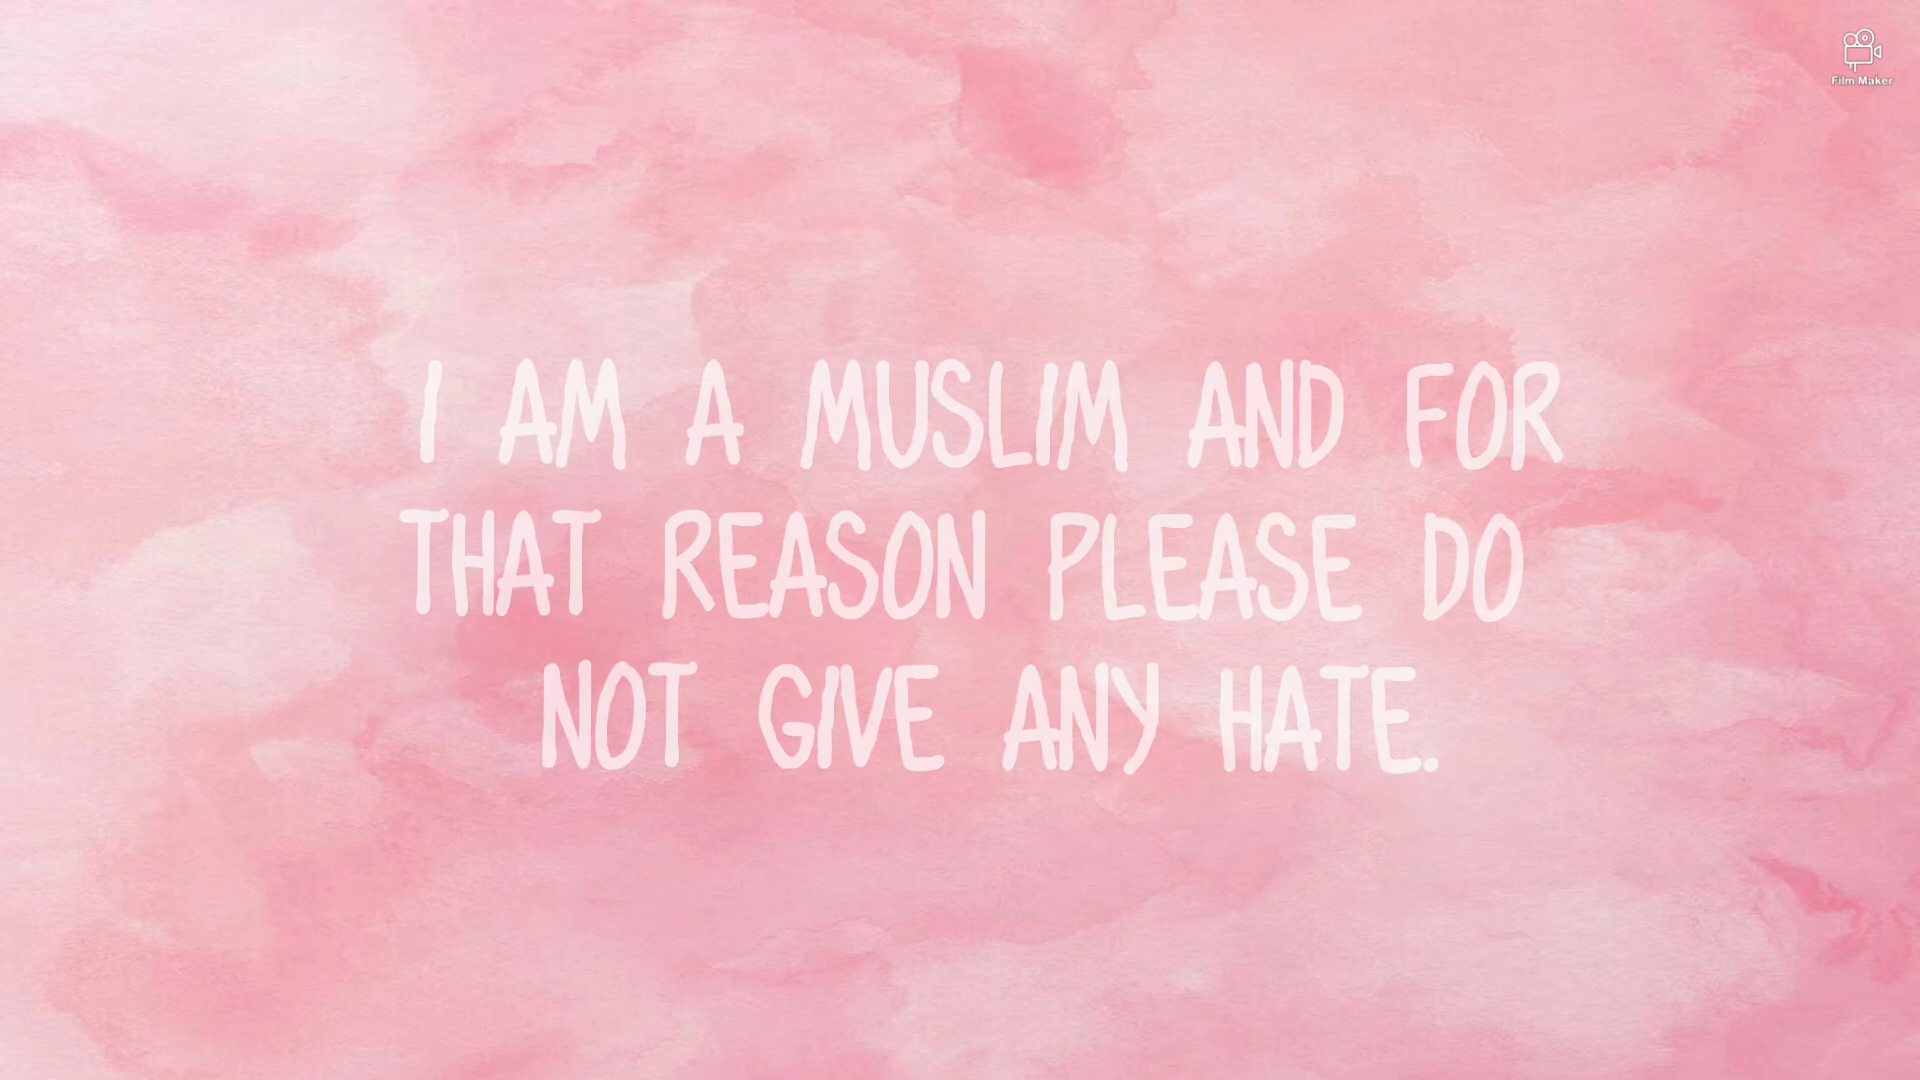 Film Maker
I AM A MUSLIM AND FOR
THAT REASON PLEASE DO
NOT GIVE ANY HATE.